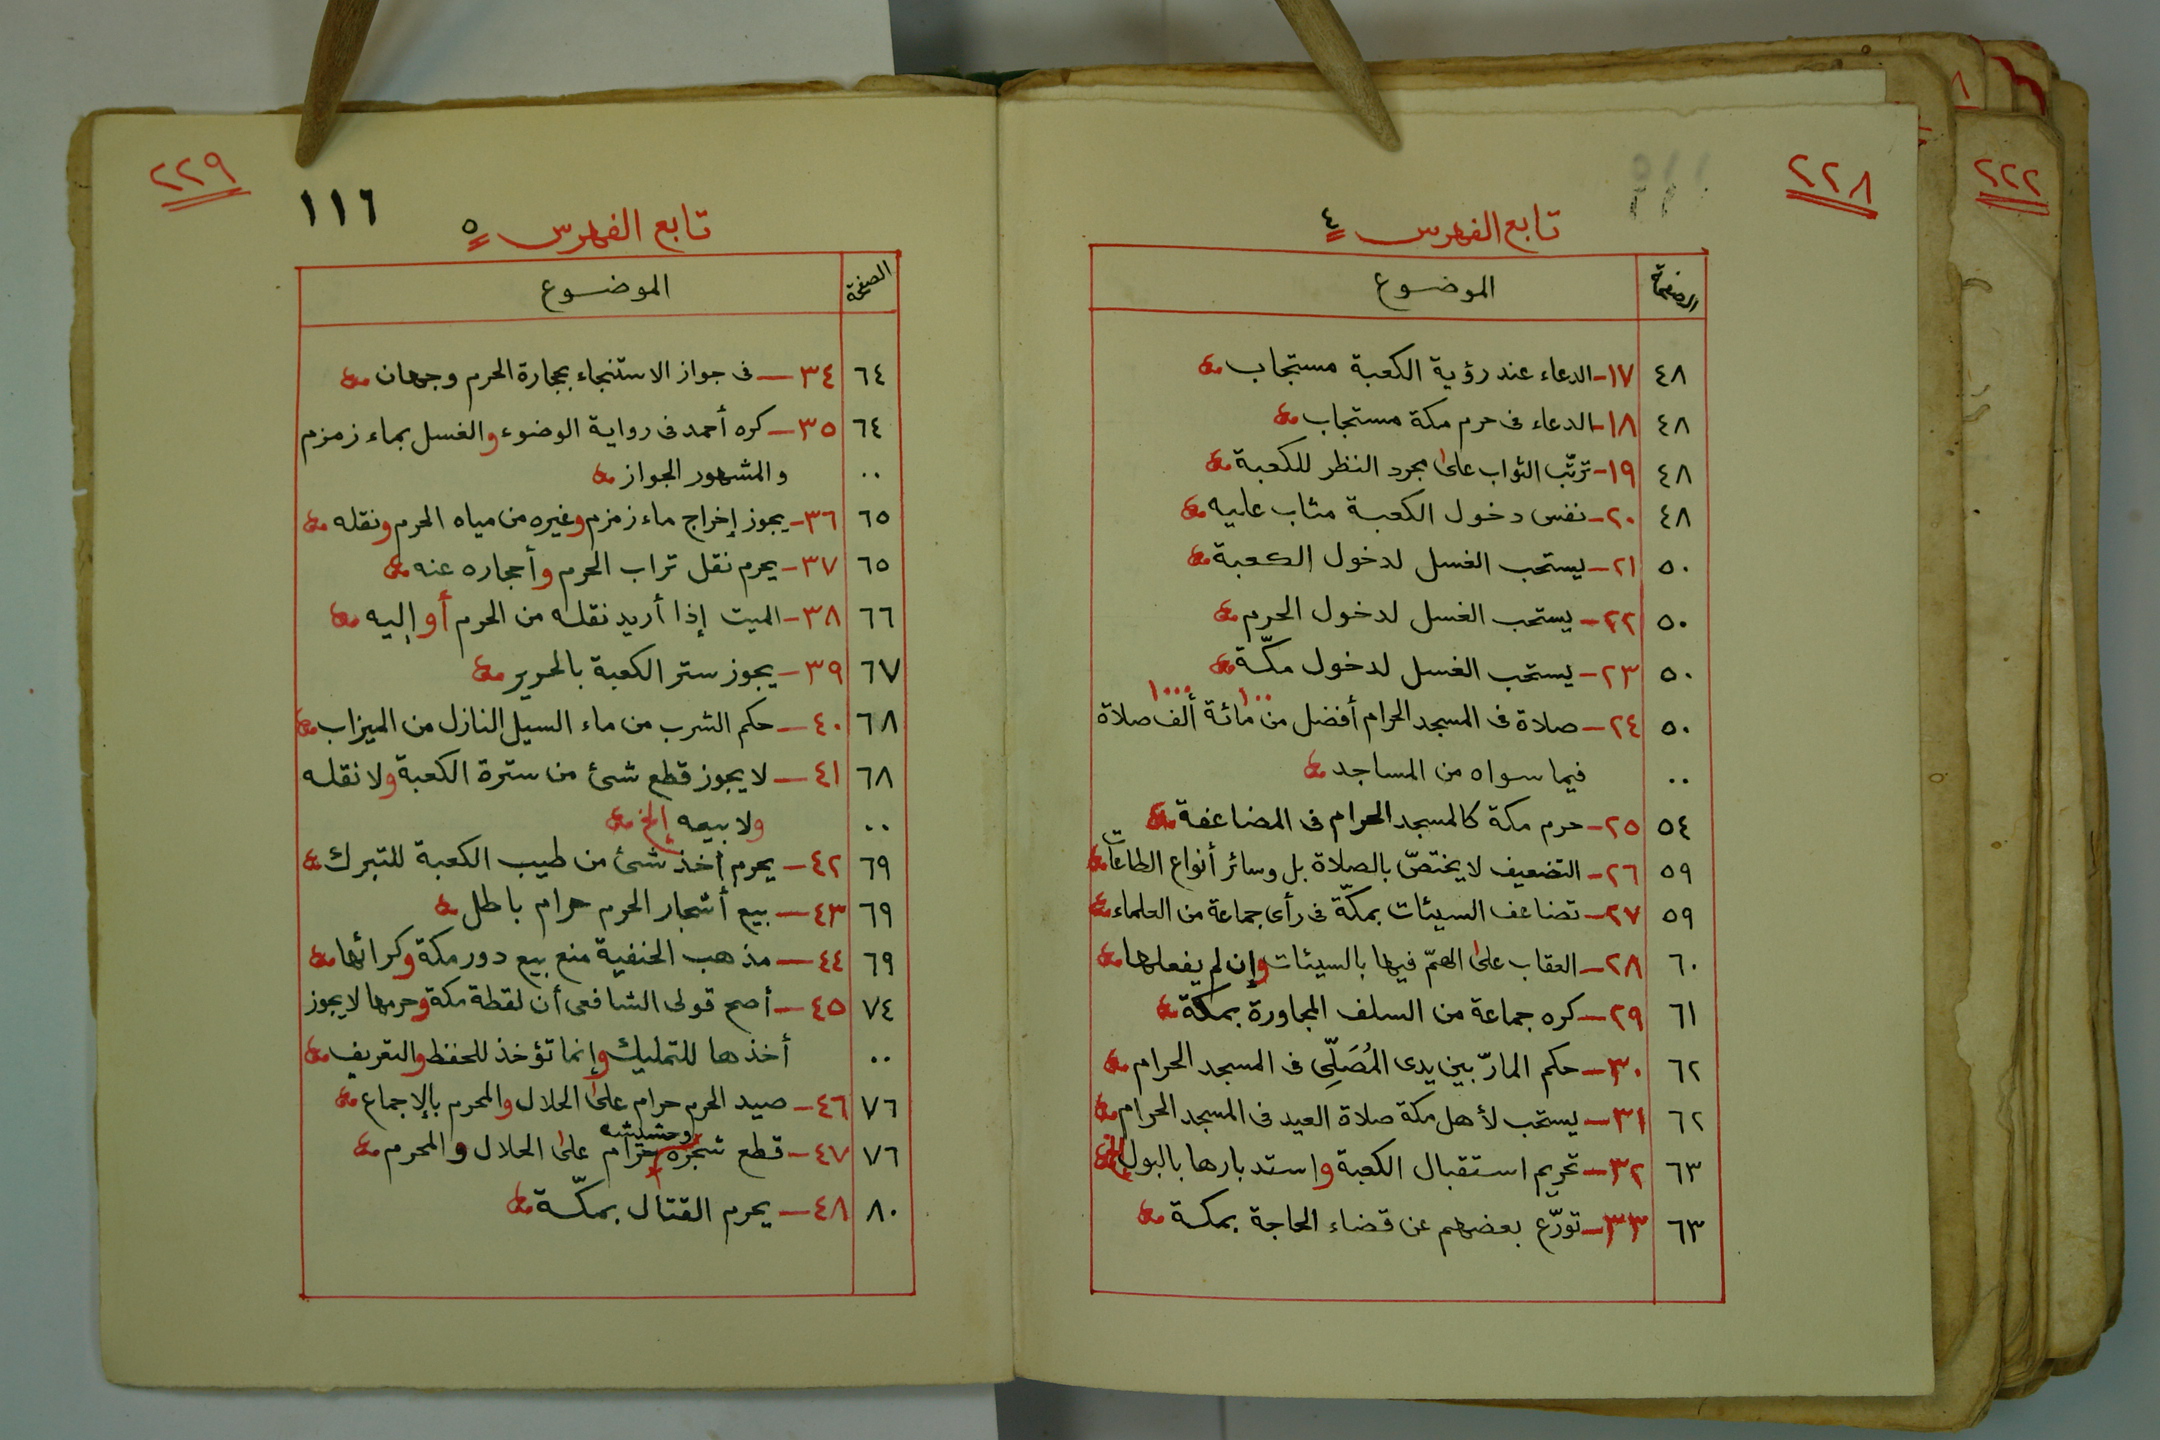 ٢٢٨
تابع الفهرس ٤
الصفحة الموضوع
٤٨ ١٧- الدعاء عند رؤية الكعبة مستجاب
٤٨ ١٨- الدعاء فى حرم مكة مستجاب
٤٨ ١٩- ترتّب الثواب على مجرد النظر للكعبة
٤٨ ٢٠- نفس دخول الكعبة مثاب عليه
٥٠ ٢١- يستحب الغسل لدخول الكعبة
٥٠ ٢٢- يستحب الغسل لدخول الحرم
٥٠ ٢٣- يستحب الغسل لدخول مكّة
١٠٠ ١٠٠٠
٥٠ ٢٤- صلاة فى المسجد الحرام أفضل من مائة ألف صلاة
.. فيما سواه من المساجد
٥٤ ٢٥- حرم مكة كالمسجد الحرام فى المضاعفة
٥٩ ٢٦- التضعيف لا يختصّ بالصلاة بل وسائر أنواع الطاعات
٥٩ ٢٧- تضاعف السيئات بمكّة فى رأى جماعة من العلماء
٦٠ ٢٨- العقاب على الهمّ فيها بالسيئات وإن لم يفعلها
٦١ ٢٩- كره جماعة من السلف المجاورة بمكة
٦٢ ٣٠- حكم المارّ بين يدى المُصَلِّى فى المسجد الحرام
٦٢ ٣١- يستحب لأهل مكة صلاة العيد فى المسجد الحرام
٦٣ ٣٢- تحريم استقبال الكعبة واستدبارها بالبول إلخ
٦٣ ٣٣- تورّع بعضهم عن قضاء الحاجة بمكة
٢٢٢
٢٢٩
١١٦
تابع الفهرس ٥
الصفحة الموضوع
٦٤ ٣٤- فى جواز الاستنجاء بحجارة الحرم وجهان
٦٤ ٣٥- كره أحمد فى رواية الوضوء والغسل بماء زمزم
.. والمشهور الجواز
٦٥ ٣٦- يجوز إخراج ماء زمزم وغيره من مياه الحرم ونقله
٦٥ ٣٧- يحرم نقل تراب الحرم وأحجاره عنه
٦٦ ٣٨- الميت إذا أريد نقله من الحرم أو إليه
٦٧ ٣٩- يجوز ستر الكعبة بالحرير
٦٨ ٤٠- حكم الشرب من ماء السيل النازل من الميزاب
٦٨ ٤١- لا يجوز قطع شئ من سترة الكعبة ولا نقله
.. ولا بيعه إلخ
٦٩ ٤٢- يحرم أخذ شئ من طيب الكعبة للتبرك
٦٩ ٤٣- بيع أشجار الحرم حرام باطل
٦٩ ٤٤- مذهب الحنفية منع بيع دور مكة وكرائها
٧٤ ٤٥- أصح قولى الشافعى أن لقطة مكة وحرمها لا يجوز
.. أخذها للتمليك وإنما تؤخذ للحفظ والتعريف
٧٦ ٤٦- صيد الحرم حرام على الحلال والمحرم بالإجماع
وحشيشه
٧٦ ٤٧- قطع شجره حرام على الحلال والمحرم
٨٠ ٤٨- يحرم القتال بمكّة